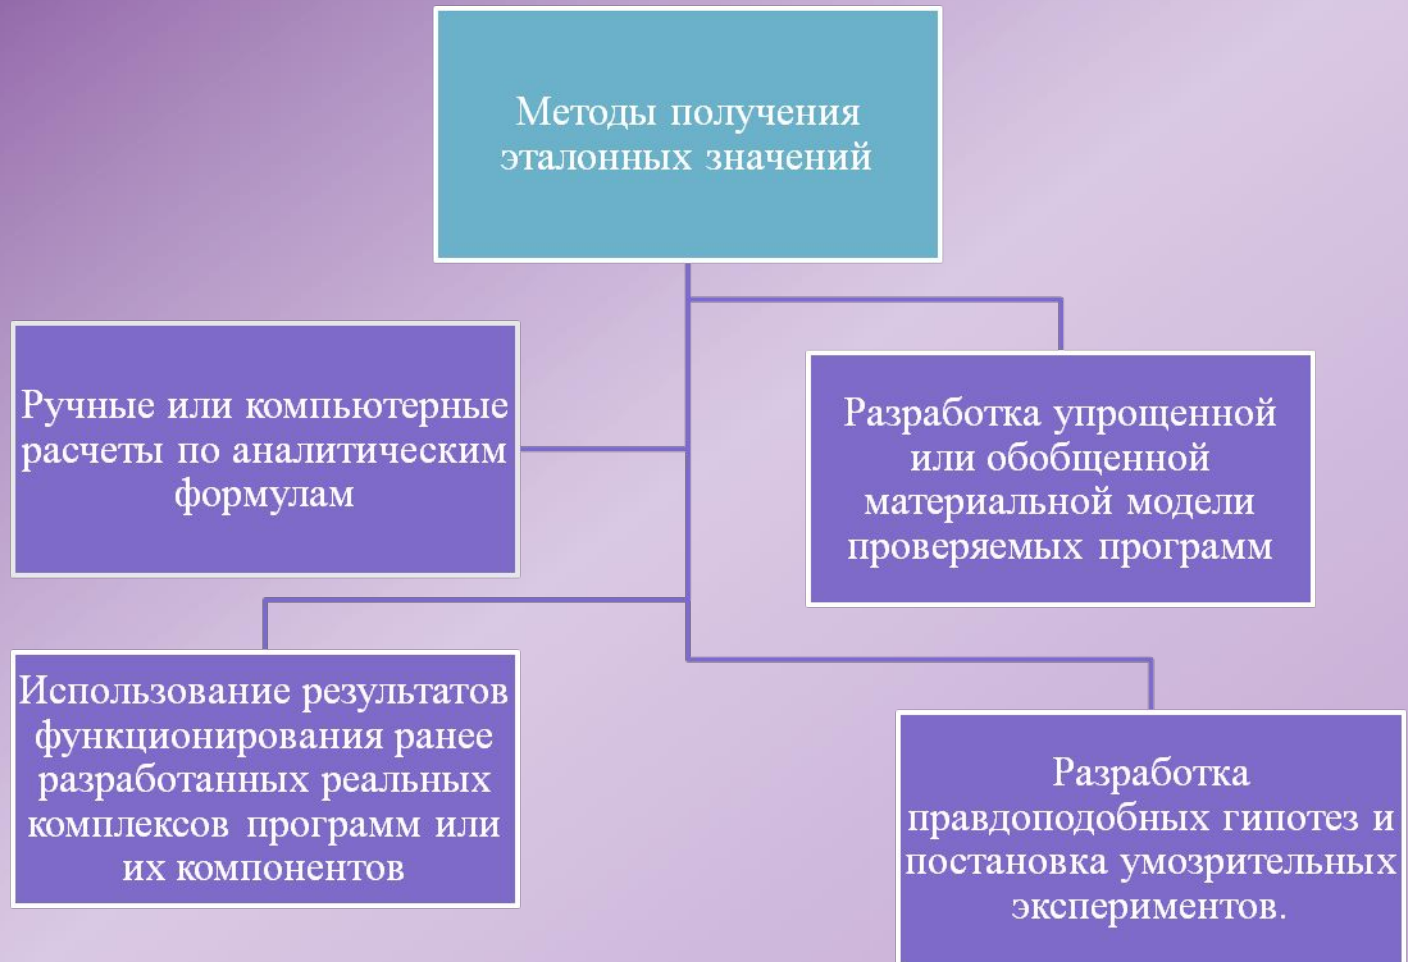 Методы получения
эталонных значений
Ручные или компьютерные
расчеты по аналитическим
формулам
Разработка упрощенной
или обобщенной
материальной модели
проверяемых программ
Использование результатов
функционирования ранее
разработанных реальных
комплексов программ или
их компонентов
Разработка
правдоподобных гипотез и
постановка умозрительных
экспериментов.